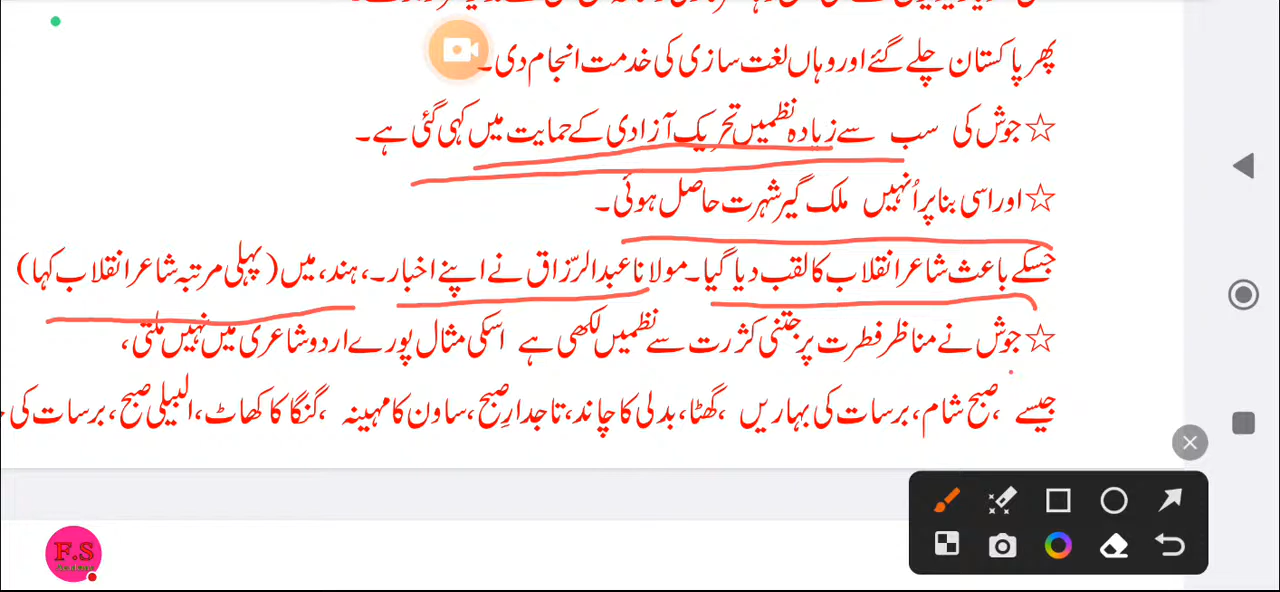 پھر پاکستان چلے گئے اور وہاں لغت سازی کی خدمت انجام دی۔
☆ جوش کی سب سے زیادہ نظمیں تحریک آزادی کے حمایت میں کہی گئی ہے۔
☆ اور اسی بنا پر اُنہیں ملک گیر شہرت حاصل ہوئی۔
جسکے باعث شاعر انقلاب کا لقب دیا گیا۔ مولانا عبد الرّزاق نے اپنے اخبار۔، ہند، میں (پہلی مرتبہ شاعر انقلاب کہا)
☆ جوش نے مناظر فطرت پر جتنی کثرت سے نظمیں لکھی ہے اسکی مثال پورے اردو شاعری میں نہیں ملتی،
جیسے، صبح شام، برسات کی بہاریں، گھٹا، بدلی کا چاند، تاجدارِ صبح، ساون کا مہینہ، گنگا کا کھاٹ، البیلی صبح، برسات کی
F.S